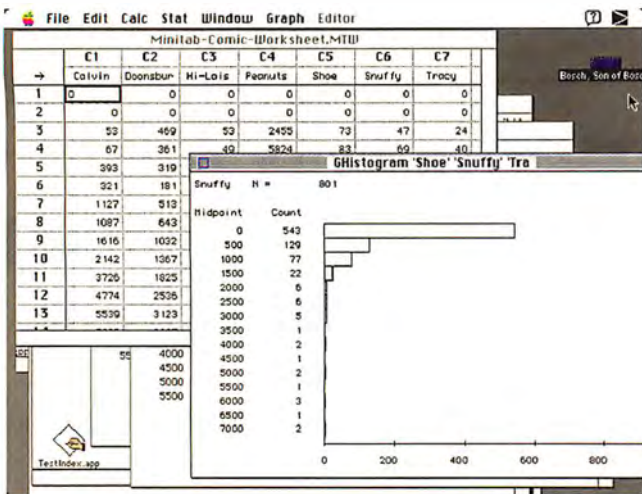 File Edit Calc Stat Window Graph Editor
Minitab-Comic-Worksheet.MTW
C1 C2 C3 C4 C5 C6 C7
→ Calvin Doonsbur Hi-Lois Peanuts Shoe Snuffy Tracy
1 0 0 0 0 0 0 0
2 0 0 0 0 0 0 0
3 53 469 53 2455 73 47 24
4 67 361 49 5824 83 69 40
5 393 319
6 321 181
7 1127 513
8 1087 643
9 1616 1032
10 2142 1367
11 3726 1825
12 4774 2536
13 5539 3123
Bosch, Son of Bosc
GHistogram 'Shoe' 'Snuffy' 'Tra
Snuffy N = 801
Midpoint Count
0 543
500 129
1000 77
1500 22
2000 6
2500 6
3000 5
3500 1
4000 2
4500 1
5000 2
5500 1
6000 3
6500 1
7000 2
0 200 400 600 800
55 4000
4500
5000
5500
TestIndex.app